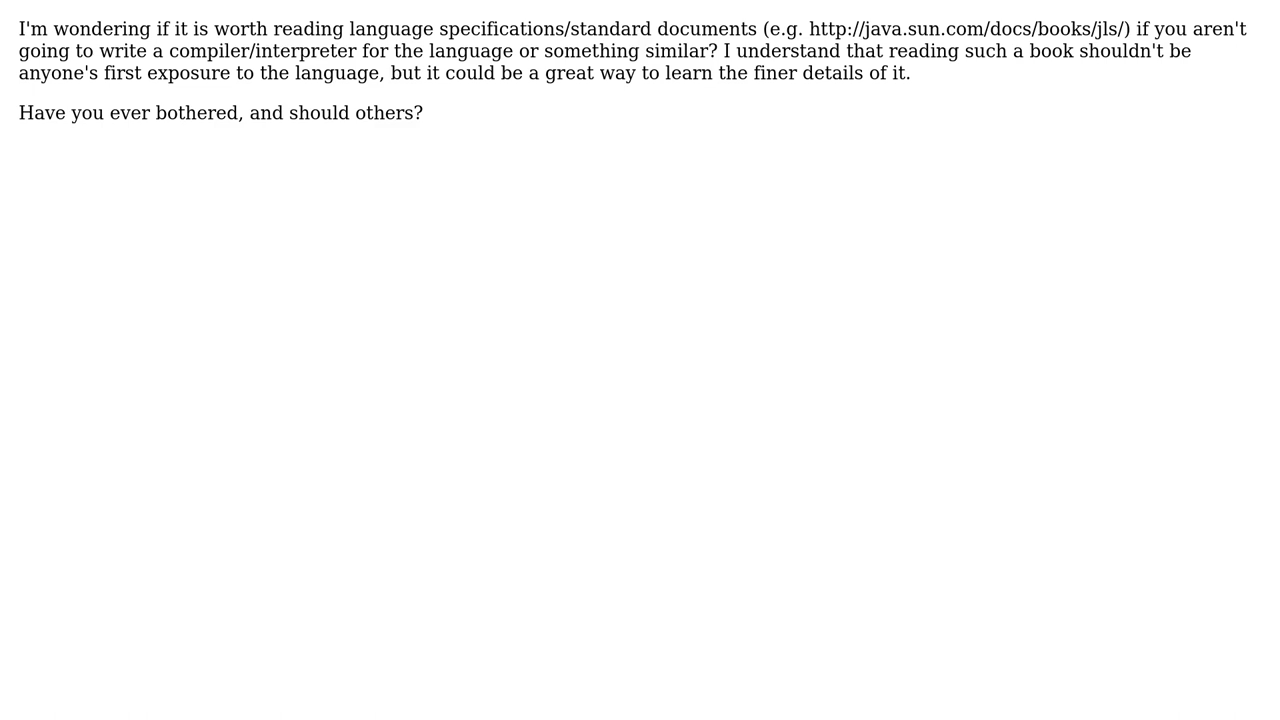 I'm wondering if it is worth reading language specifications/standard documents (e.g. http://java.sun.com/docs/books/jls/) if you aren't
going to write a compiler/interpreter for the language or something similar? I understand that reading such a book shouldn't be
anyone's first exposure to the language, but it could be a great way to learn the finer details of it.
Have you ever bothered, and should others?